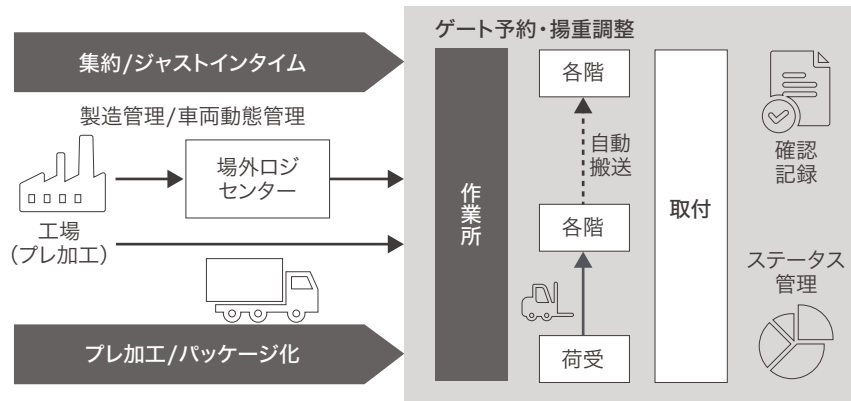 集約/ジャストインタイム
製造管理/車両動態管理
場外ロジ
センター
工場
（プレ加工）
プレ加工/パッケージ化
ゲート予約・揚重調整
作業所
各階
自動
搬送
各階
荷受
取付
確認
記録
ステータス
管理